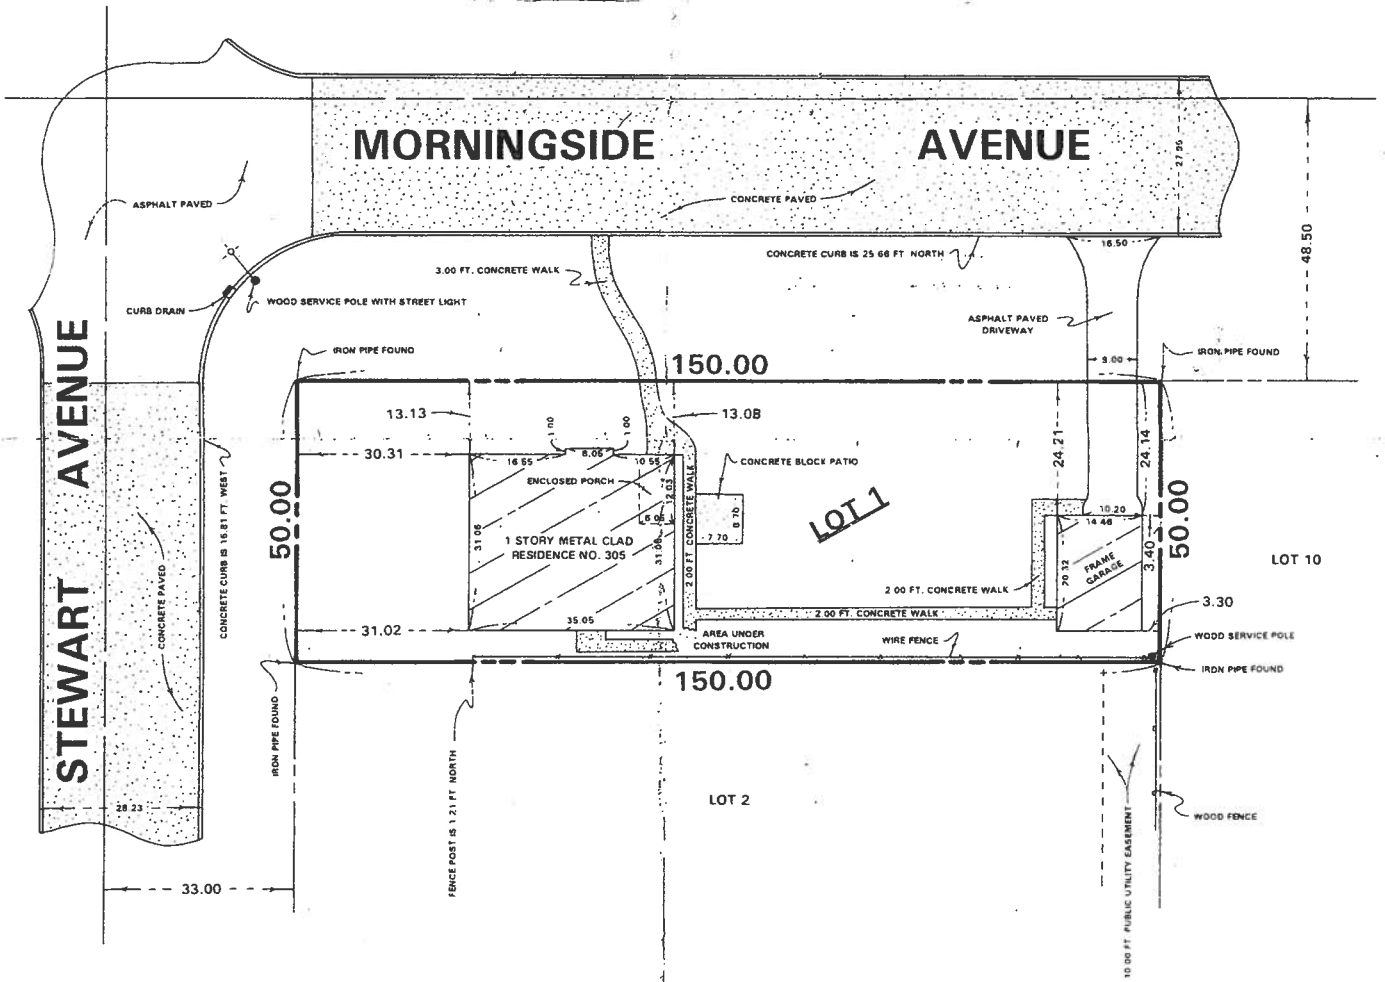 MORNINGSIDE AVENUE
27.95
ASPHALT PAVED
CONCRETE PAVED
16.50
48.50
CONCRETE CURB IS 25 66 FT NORTH
3.00 FT. CONCRETE WALK
CURB DRAIN
WOOD SERVICE POLE WITH STREET LIGHT
ASPHALT PAVED
DRIVEWAY
IRON PIPE FOUND
150.00
9.00
IRON PIPE FOUND
STEWART AVENUE
13.13
13.08
1.00
1.00
30.31
16.55
8.05
10.55
24.21
24.14
CONCRETE BLOCK PATIO
ENCLOSED PORCH
12.03
6.05
8.70
7.70
LOT 1
10.20
14.46
50.00
CONCRETE CURB IS 16.81 FT. WEST
31.06
1 STORY METAL CLAD
RESIDENCE NO. 305
31.06
2 00 FT CONCRETE WALK
FRAME
GARAGE
20.32
3.40
50.00
LOT 10
2 00 FT. CONCRETE WALK
CONCRETE PAVED
31.02
35.05
2 00 FT. CONCRETE WALK
3.30
AREA UNDER
CONSTRUCTION
WIRE FENCE
WOOD SERVICE POLE
IRON PIPE FOUND
150.00
IRON PIPE FOUND
FENCE POST IS 1 21 FT NORTH
LOT 2
28.23
WOOD FENCE
10 00 FT PUBLIC UTILITY EASEMENT
33.00